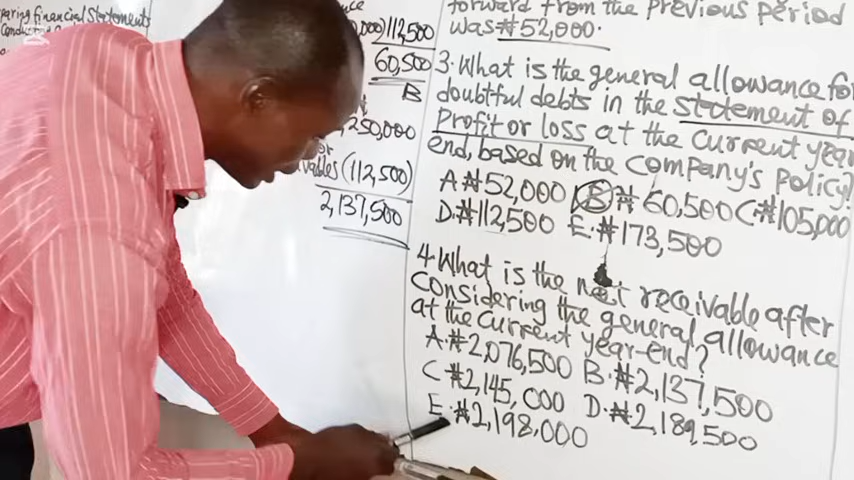 paring financial Statements
Conducted
112,500
60,500
B
250,000
(112,500)
2,137,500
forward from the previous period
was ₦52,000.
3. What is the general allowance for
doubtful debts in the statement of
Profit or loss at the current year
end, based on the company's policy?
A ₦52,000 B ₦60,500 C ₦105,000
D. ₦112,500 E. ₦173,500
4. What is the net receivable after
considering the general allowance
at the current year-end?
A. ₦2,076,500 B. ₦2,137,500
C ₦2,145,000 D. ₦2,189,500
E. ₦2,198,000